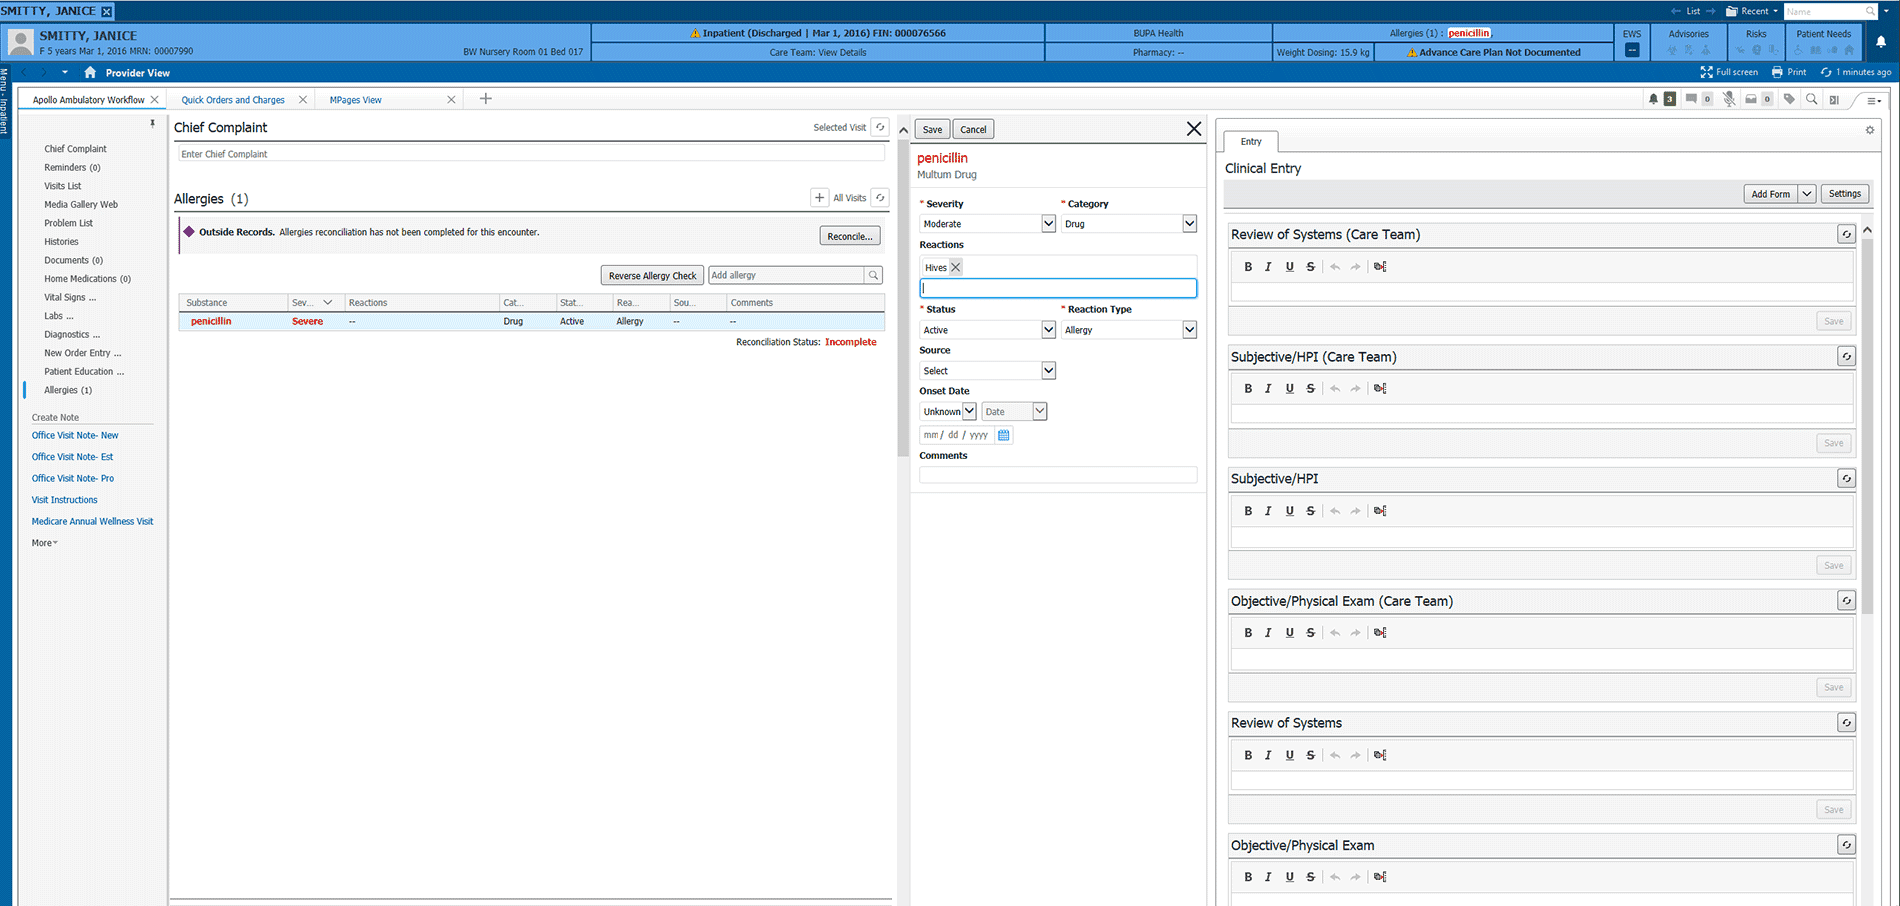 SMITTY, JANICE
List
Recent
Name
SMITTY, JANICE
F 5 years Mar 1, 2016 MRN: 00007990
BW Nursery Room 01 Bed 017
Inpatient (Discharged | Mar 1, 2016) FIN: 000076566
Care Team: View Details
BUPA Health
Pharmacy: --
Allergies (1) : penicillin
Weight Dosing: 15.9 kg
Advance Care Plan Not Documented
EWS
--
Advisories
Risks
Patient Needs
Menu - Inpatient
Provider View
Full screen
Print
1 minutes ago
Apollo Ambulatory Workflow
Quick Orders and Charges
MPages View
3
0
0
Chief Complaint
Reminders (0)
Visits List
Media Gallery Web
Problem List
Histories
Documents (0)
Home Medications (0)
Vital Signs ...
Labs ...
Diagnostics ...
New Order Entry ...
Patient Education ...
Allergies (1)
Create Note
Office Visit Note- New
Office Visit Note- Est
Office Visit Note- Pro
Visit Instructions
Medicare Annual Wellness Visit
More
Chief Complaint
Selected Visit
Enter Chief Complaint
Allergies (1)
All Visits
Outside Records. Allergies reconciliation has not been completed for this encounter.
Reconcile...
Reverse Allergy Check
Add allergy
Substance Sev... Reactions Cat... Stat... Rea... Sou... Comments
penicillin Severe -- Drug Active Allergy -- --
Reconciliation Status: Incomplete
Save
Cancel
penicillin
Multum Drug
* Severity * Category
Moderate Drug
Reactions
Hives
* Status * Reaction Type
Active Allergy
Source
Select
Onset Date
Unknown Date
mm/ dd / yyyy
Comments
Entry
Clinical Entry
Add Form
Settings
Review of Systems (Care Team)
B I U S
Save
Subjective/HPI (Care Team)
B I U S
Save
Subjective/HPI
B I U S
Save
Objective/Physical Exam (Care Team)
B I U S
Save
Review of Systems
B I U S
Save
Objective/Physical Exam
B I U S